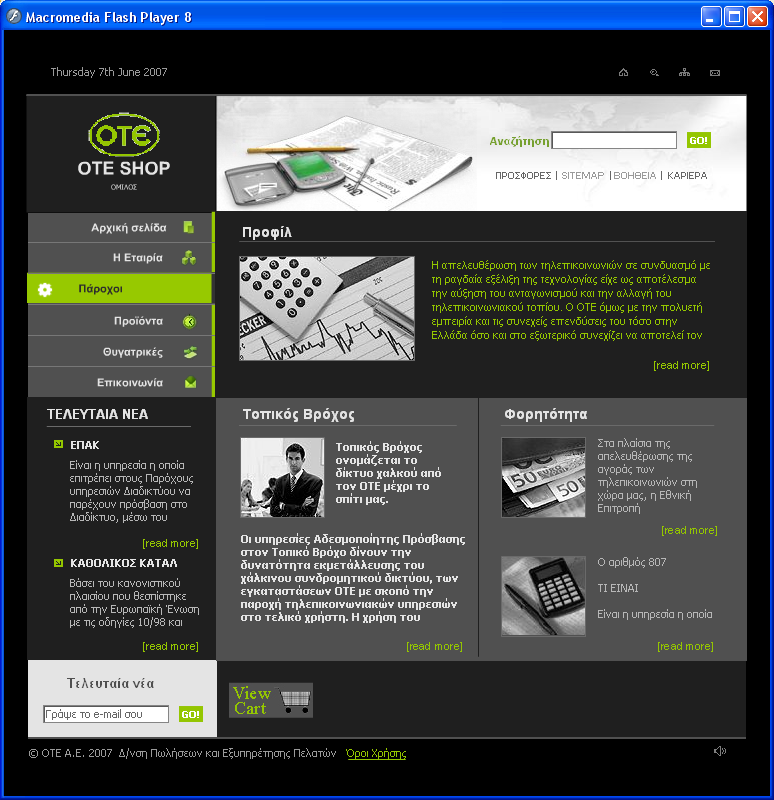 Macromedia Flash Player 8
Thursday 7th June 2007
OTE
OTE SHOP
ΟΜΙΛΟΣ
Αναζήτηση GO!
ΠΡΟΣΦΟΡΕΣ | SITEMAP | ΒΟΗΘΕΙΑ | ΚΑΡΙΕΡΑ
Αρχική σελίδα
Η Εταιρία
Πάροχοι
Προϊόντα
Θυγατρικές
Επικοινωνία
Προφίλ
Η απελευθέρωση των τηλεπικοινωνιών σε συνδυασμό με
τη ραγδαία εξέλιξη της τεχνολογίας είχε ως αποτέλεσμα
την αύξηση του ανταγωνισμού και την αλλαγή του
τηλεπικοινωνιακού τοπίου. Ο ΟΤΕ όμως με την πολυετή
εμπειρία και τις συνεχείς επενδύσεις του τόσο στην
Ελλάδα όσο και στο εξωτερικό συνεχίζει να αποτελεί τον
[read more]
ΤΕΛΕΥΤΑΙΑ ΝΕΑ
ΕΠΑΚ
Είναι η υπηρεσία η οποία
επιτρέπει στους Παρόχους
υπηρεσιών Διαδικτύου να
παρέχουν πρόσβαση στο
Διαδίκτυο, μέσω του
[read more]
ΚΑΘΟΛΙΚΟΣ ΚΑΤΑΛ
Βάσει του κανονιστικού
πλαισίου που θεσπίστηκε
από την Ευρωπαϊκή Ένωση
με τις οδηγίες 10/98 και
[read more]
Τοπικός Βρόχος
Τοπικός Βρόχος
ονομάζεται το
δίκτυο χαλκού από
τον ΟΤΕ μέχρι το
σπίτι μας.
Οι υπηρεσίες Αδεσμοποίητης Πρόσβασης
στον Τοπικό Βρόχο δίνουν την
δυνατότητα εκμετάλλευσης του
χάλκινου συνδρομητικού δικτύου, των
εγκαταστάσεων ΟΤΕ με σκοπό την
παροχή τηλεπικοινωνιακών υπηρεσιών
στο τελικό χρήστη. Η χρήση του
[read more]
Φορητότητα
Στα πλαίσια της
απελευθέρωσης της
αγοράς των
τηλεπικοινωνιών στη
χώρα μας, η Εθνική
Επιτροπή
[read more]
Ο αριθμός 807
ΤΙ ΕΙΝΑΙ
Είναι η υπηρεσία η οποία
[read more]
Τελευταία νέα
Γράψε το e-mail σου GO!
View
Cart
© ΟΤΕ Α.Ε. 2007 Δ/νση Πωλήσεων και Εξυπηρέτησης Πελατών Όροι Χρήσης